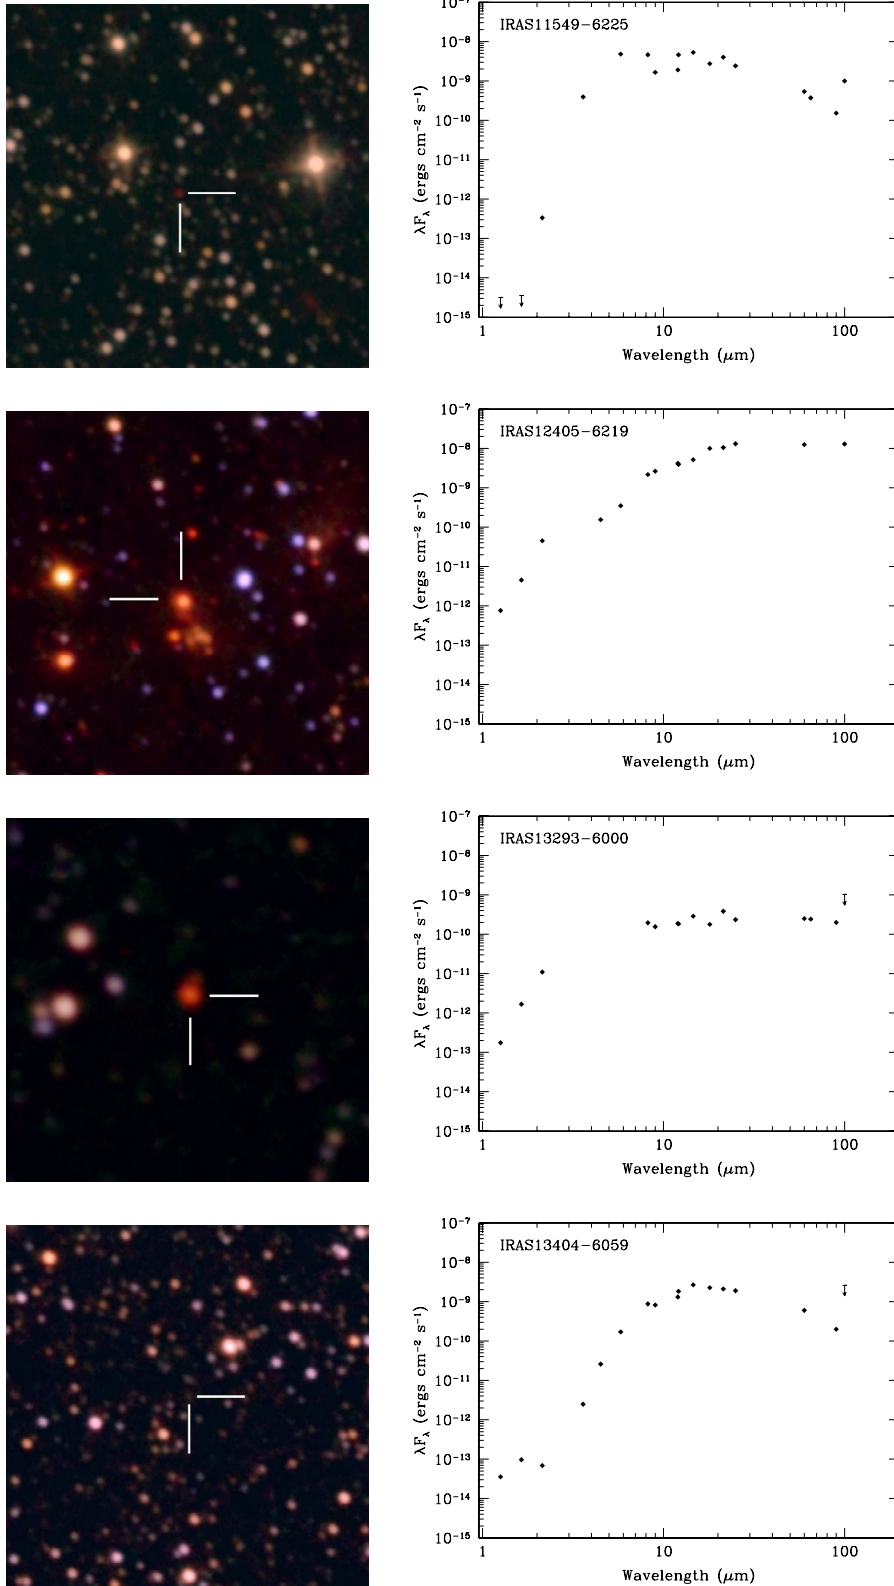 IRAS11549−6225
10⁻⁷
10⁻⁸
10⁻⁹
10⁻¹⁰
10⁻¹¹
10⁻¹²
10⁻¹³
10⁻¹⁴
10⁻¹⁵
λF_λ (ergs cm⁻² s⁻¹)
1 10 100
Wavelength (μm)
IRAS12405−6219
10⁻⁷
10⁻⁸
10⁻⁹
10⁻¹⁰
10⁻¹¹
10⁻¹²
10⁻¹³
10⁻¹⁴
10⁻¹⁵
λF_λ (ergs cm⁻² s⁻¹)
1 10 100
Wavelength (μm)
IRAS13293−6000
10⁻⁷
10⁻⁸
10⁻⁹
10⁻¹⁰
10⁻¹¹
10⁻¹²
10⁻¹³
10⁻¹⁴
10⁻¹⁵
λF_λ (ergs cm⁻² s⁻¹)
1 10 100
Wavelength (μm)
IRAS13404−6059
10⁻⁷
10⁻⁸
10⁻⁹
10⁻¹⁰
10⁻¹¹
10⁻¹²
10⁻¹³
10⁻¹⁴
10⁻¹⁵
λF_λ (ergs cm⁻² s⁻¹)
1 10 100
Wavelength (μm)